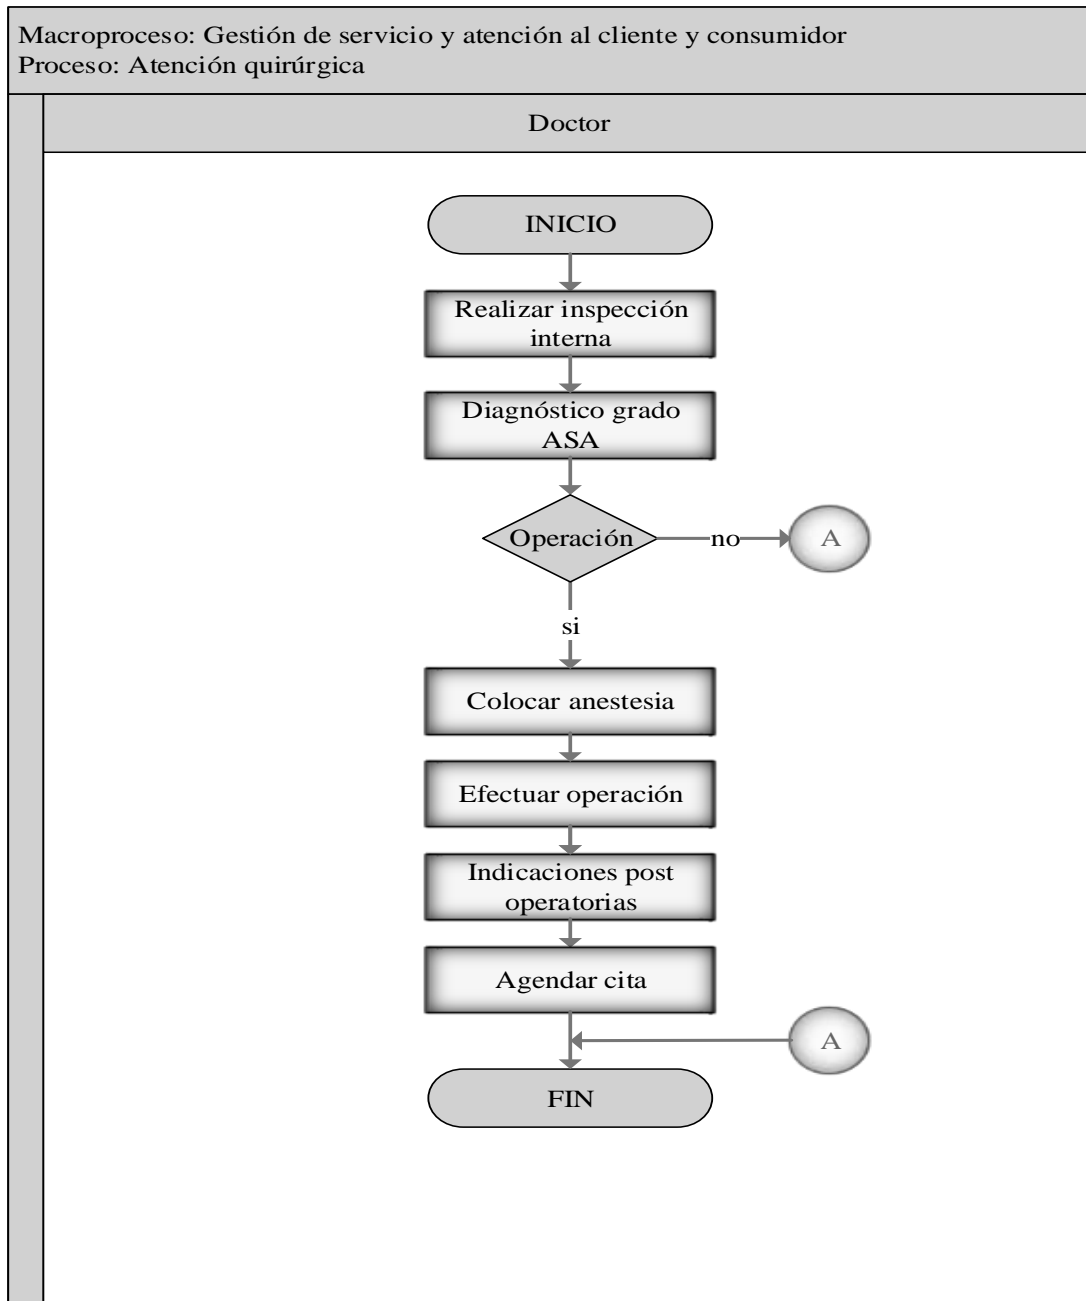 Macroproceso: Gestión de servicio y atención al cliente y consumidor
Proceso: Atención quirúrgica
Doctor
INICIO
Realizar inspección
interna
Diagnóstico grado
ASA
Operación
no
A
si
Colocar anestesia
Efectuar operación
Indicaciones post
operatorias
Agendar cita
A
FIN